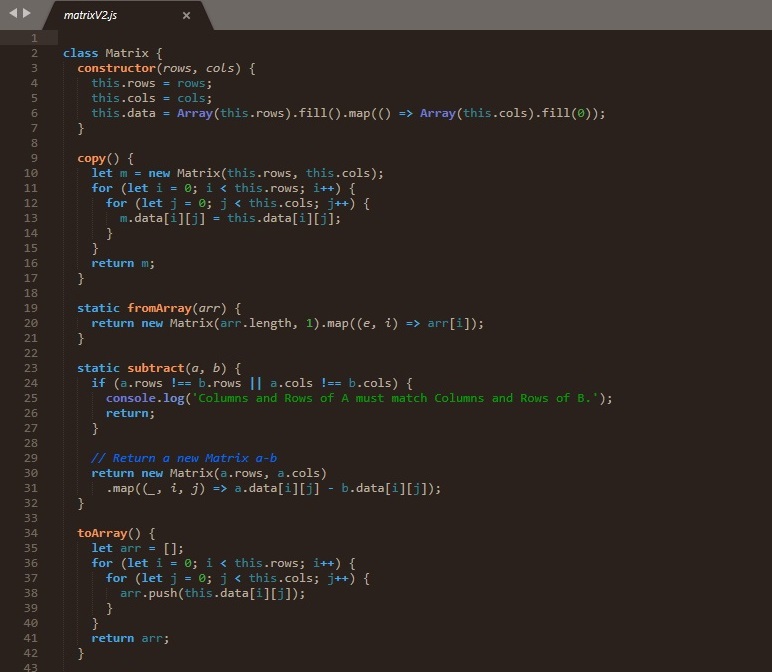 matrixV2.js ×
1
2 class Matrix {
3   constructor(rows, cols) {
4     this.rows = rows;
5     this.cols = cols;
6     this.data = Array(this.rows).fill().map(() => Array(this.cols).fill(0));
7   }
8
9   copy() {
10     let m = new Matrix(this.rows, this.cols);
11     for (let i = 0; i < this.rows; i++) {
12       for (let j = 0; j < this.cols; j++) {
13         m.data[i][j] = this.data[i][j];
14       }
15     }
16     return m;
17   }
18
19   static fromArray(arr) {
20     return new Matrix(arr.length, 1).map((e, i) => arr[i]);
21   }
22
23   static subtract(a, b) {
24     if (a.rows !== b.rows || a.cols !== b.cols) {
25       console.log('Columns and Rows of A must match Columns and Rows of B.');
26       return;
27     }
28
29     // Return a new Matrix a-b
30     return new Matrix(a.rows, a.cols)
31       .map((_, i, j) => a.data[i][j] - b.data[i][j]);
32   }
33
34   toArray() {
35     let arr = [];
36     for (let i = 0; i < this.rows; i++) {
37       for (let j = 0; j < this.cols; j++) {
38         arr.push(this.data[i][j]);
39       }
40     }
41     return arr;
42   }
43